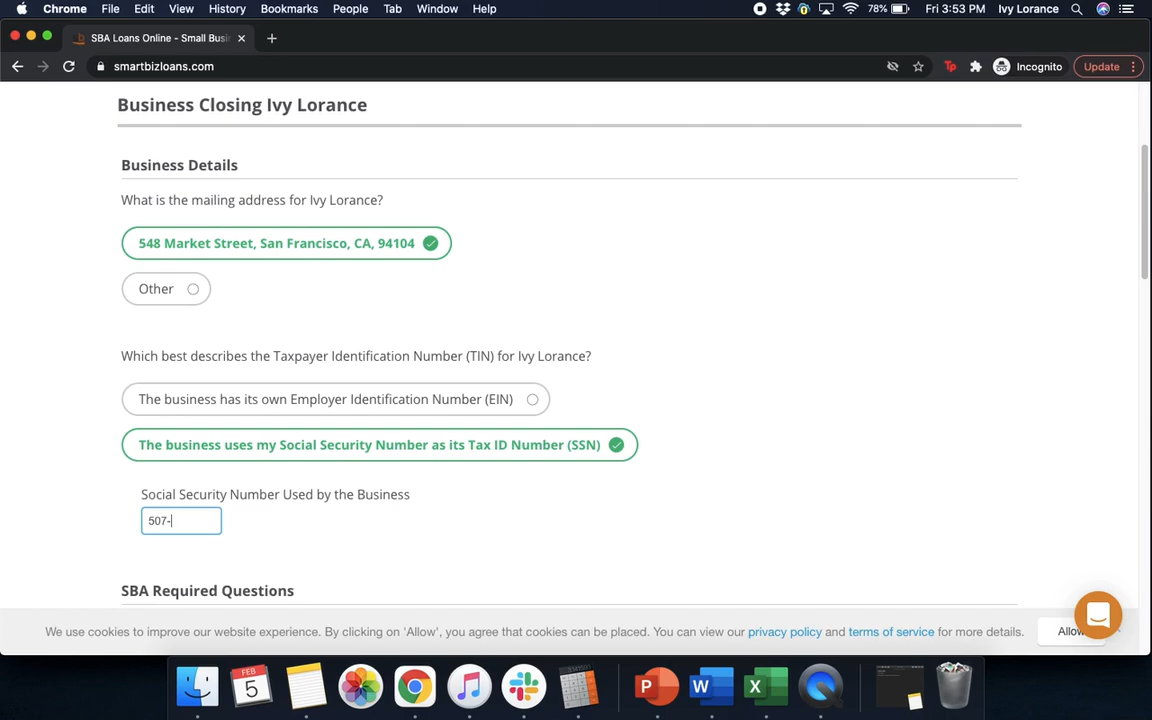 Chrome File Edit View History Bookmarks People Tab Window Help 78% Fri 3:53 PM Ivy Lorance
SBA Loans Online - Small Busi
smartbizloans.com Incognito Update
Business Closing Ivy Lorance
Business Details
What is the mailing address for Ivy Lorance?
548 Market Street, San Francisco, CA, 94104
Other
Which best describes the Taxpayer Identification Number (TIN) for Ivy Lorance?
The business has its own Employer Identification Number (EIN)
The business uses my Social Security Number as its Tax ID Number (SSN)
Social Security Number Used by the Business
507-
SBA Required Questions
We use cookies to improve our website experience. By clicking on 'Allow', you agree that cookies can be placed. You can view our privacy policy and terms of service for more details. Allow
FEB
5
P W X